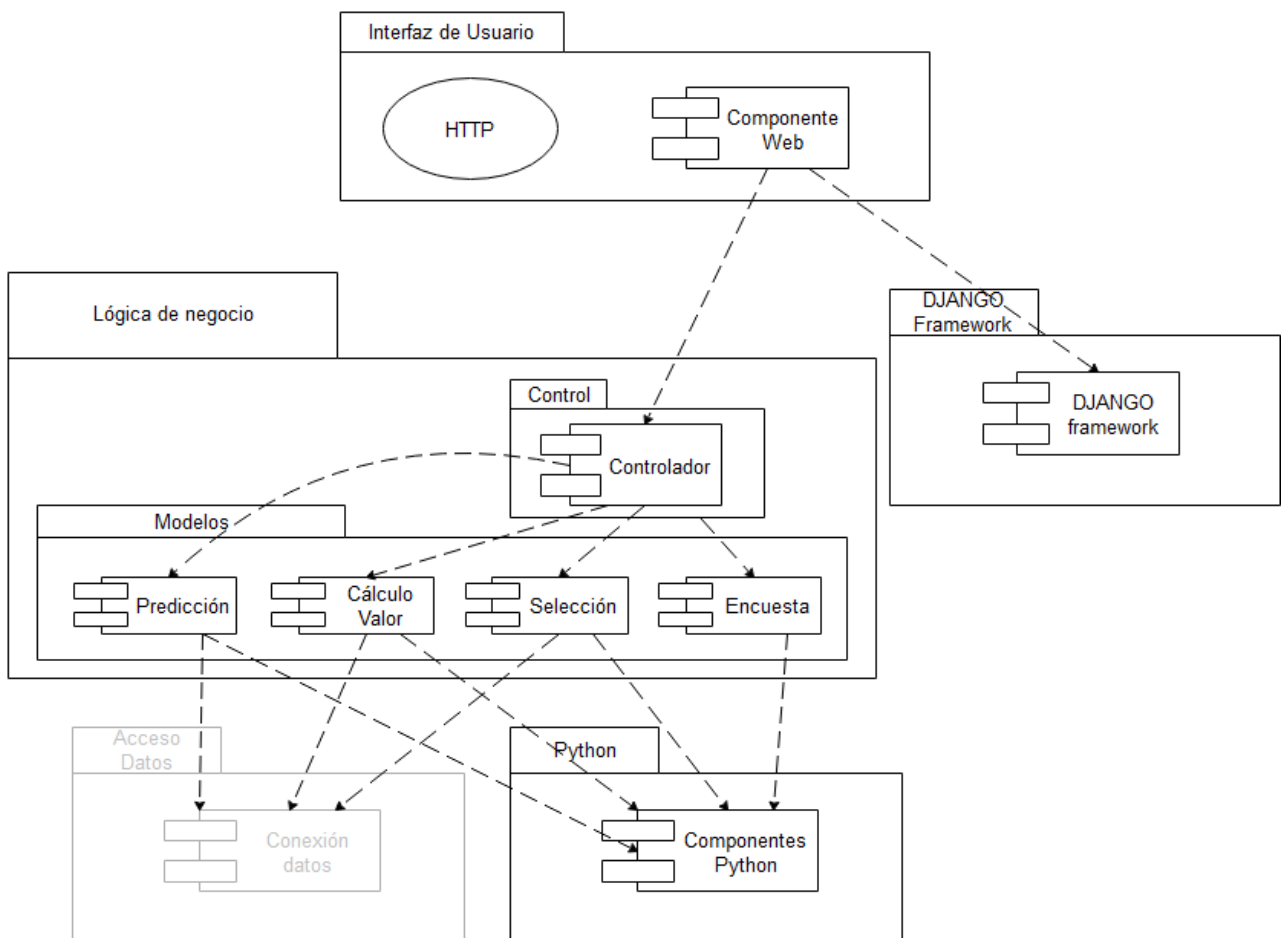 Interfaz de Usuario
HTTP
Componente
Web
Lógica de negocio
DJANGO
Framework
DJANGO
framework
Control
Controlador
Modelos
Predicción
Cálculo
Valor
Selección
Encuesta
Acceso
Datos
Conexión
datos
Python
Componentes
Python